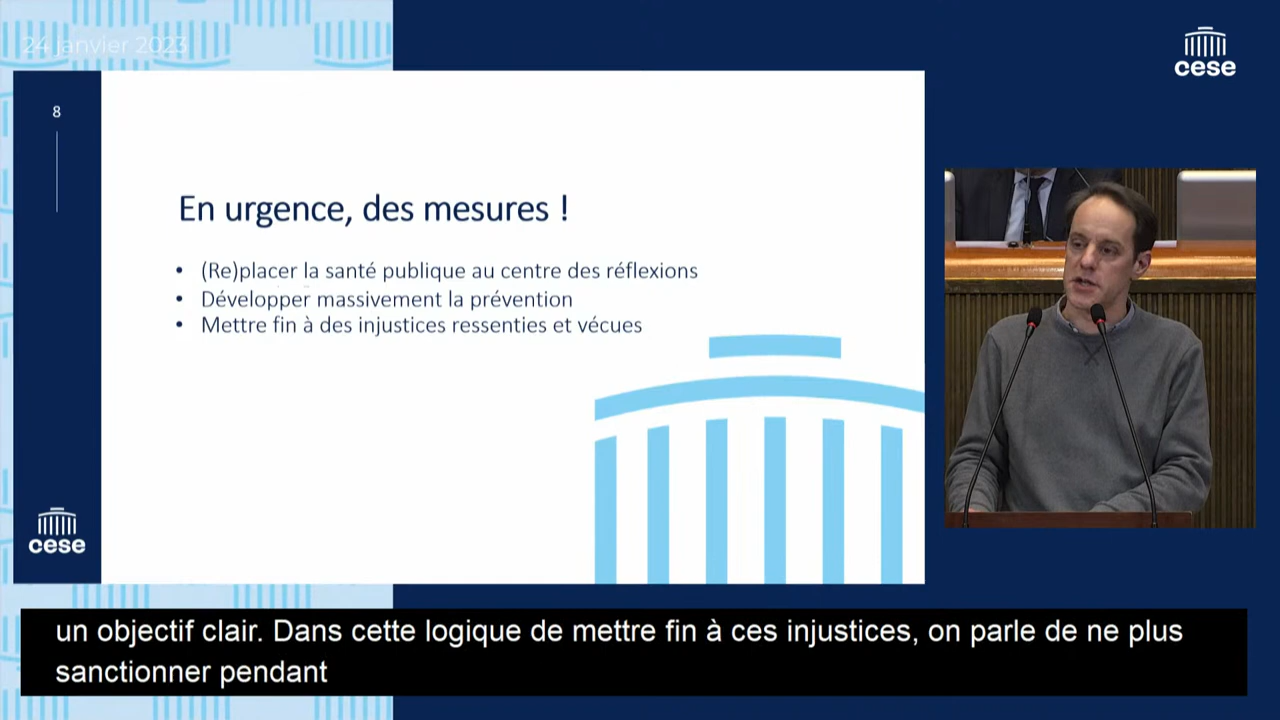 24 janvier 2023
cese
8
En urgence, des mesures !
• (Re)placer la santé publique au centre des réflexions
• Développer massivement la prévention
• Mettre fin à des injustices ressenties et vécues
cese
un objectif clair. Dans cette logique de mettre fin à ces injustices, on parle de ne plus
sanctionner pendant